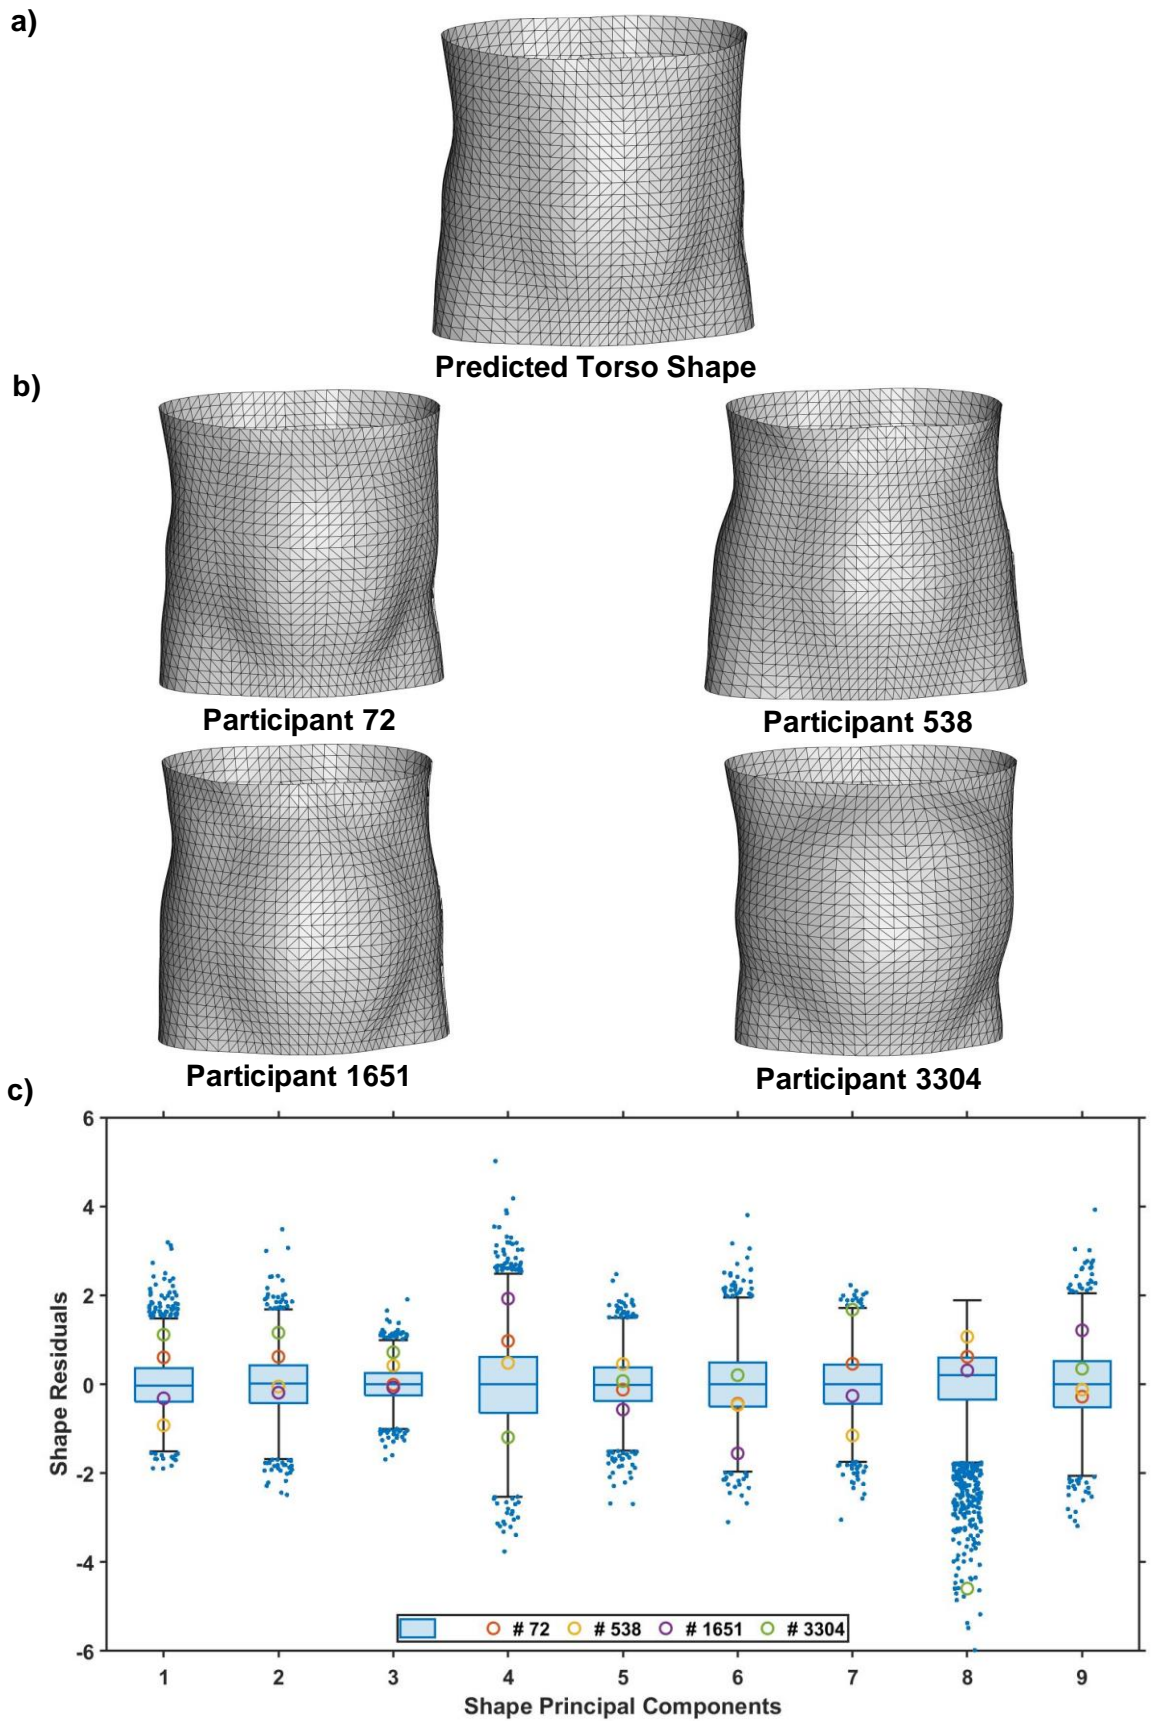 a)
Predicted Torso Shape
b)
Participant 72
Participant 538
Participant 1651
Participant 3304
c)
6
4
2
0
-2
-4
-6
Shape Residuals
# 72 # 538 # 1651 # 3304
1 2 3 4 5 6 7 8 9
Shape Principal Components